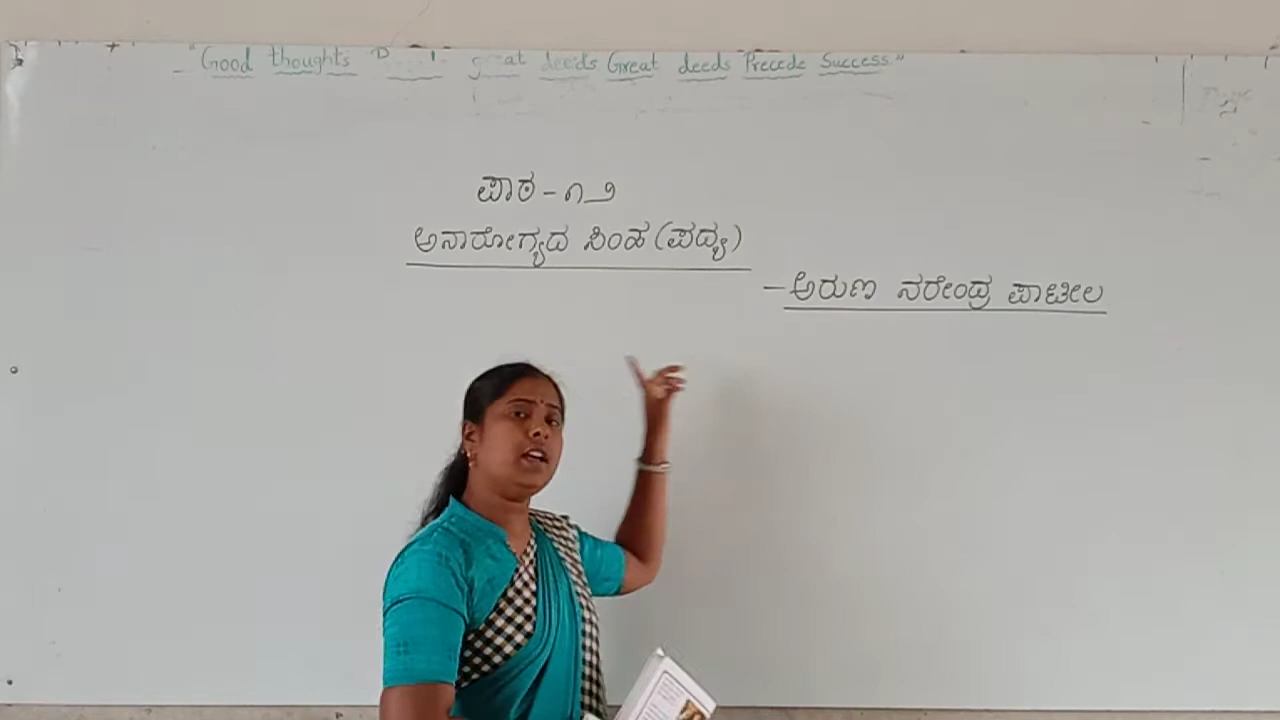 "Good thoughts great deeds Great deeds Precede Success."
ಪಾಠ - ೧೨
ಅನಾರೋಗ್ಯದ ಸಿಂಹ (ಪದ್ಯ)
- ಅರುಣ ನರೇಂದ್ರ ಪಾಟೀಲ